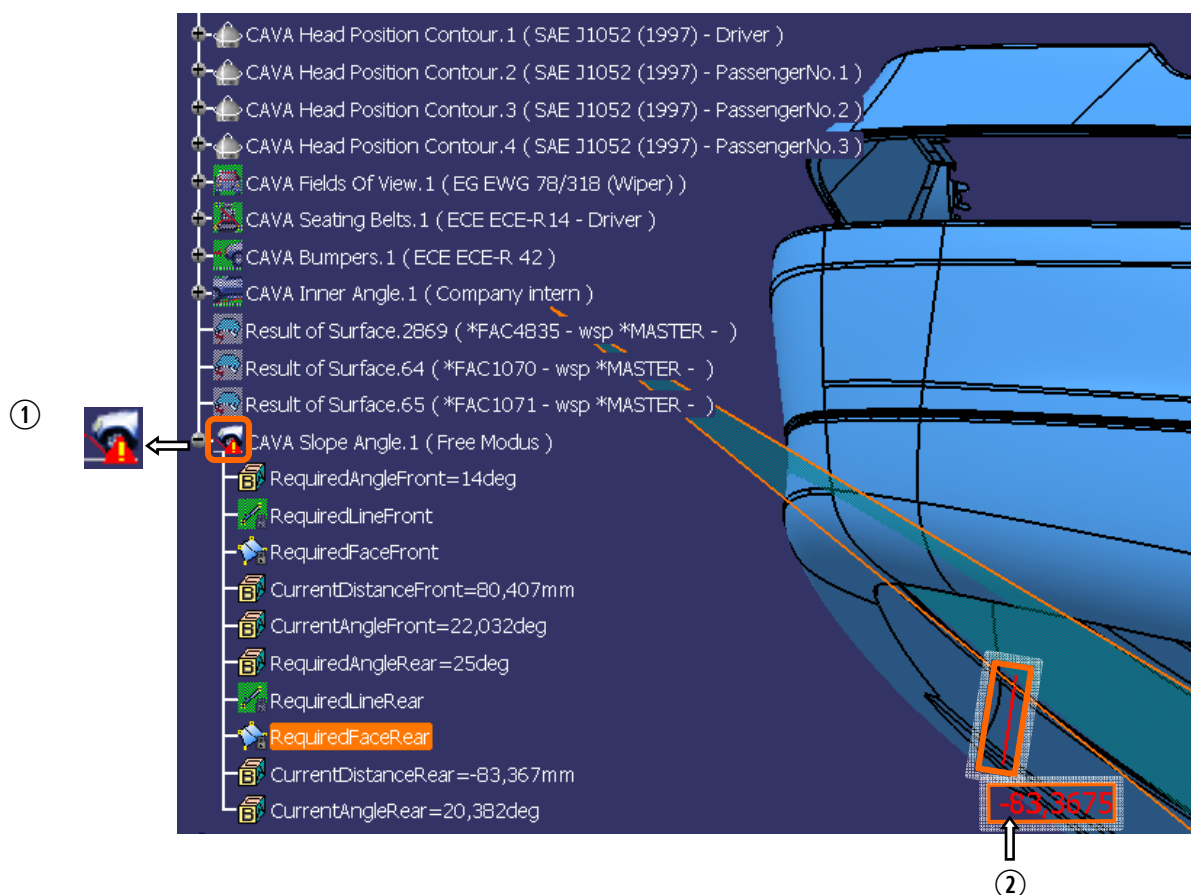 CAVA Head Position Contour.1 ( SAE J1052 (1997) - Driver )
CAVA Head Position Contour.2 ( SAE J1052 (1997) - PassengerNo.1 )
CAVA Head Position Contour.3 ( SAE J1052 (1997) - PassengerNo.2 )
CAVA Head Position Contour.4 ( SAE J1052 (1997) - PassengerNo.3 )
CAVA Fields Of View.1 ( EG EWG 78/318 (Wiper) )
CAVA Seating Belts.1 ( ECE ECE-R14 - Driver )
CAVA Bumpers.1 ( ECE ECE-R 42 )
CAVA Inner Angle.1 ( Company intern )
Result of Surface.2869 ( *FAC4835 - wsp *MASTER - )
Result of Surface.64 ( *FAC1070 - wsp *MASTER - )
Result of Surface.65 ( *FAC1071 - wsp *MASTER - )
① CAVA Slope Angle.1 ( Free Modus )
B RequiredAngleFront=14deg
RequiredLineFront
RequiredFaceFront
B CurrentDistanceFront=80,407mm
B CurrentAngleFront=22,032deg
B RequiredAngleRear=25deg
RequiredLineRear
RequiredFaceRear
B CurrentDistanceRear=-83,367mm
-83,3675
B CurrentAngleRear=20,382deg
②